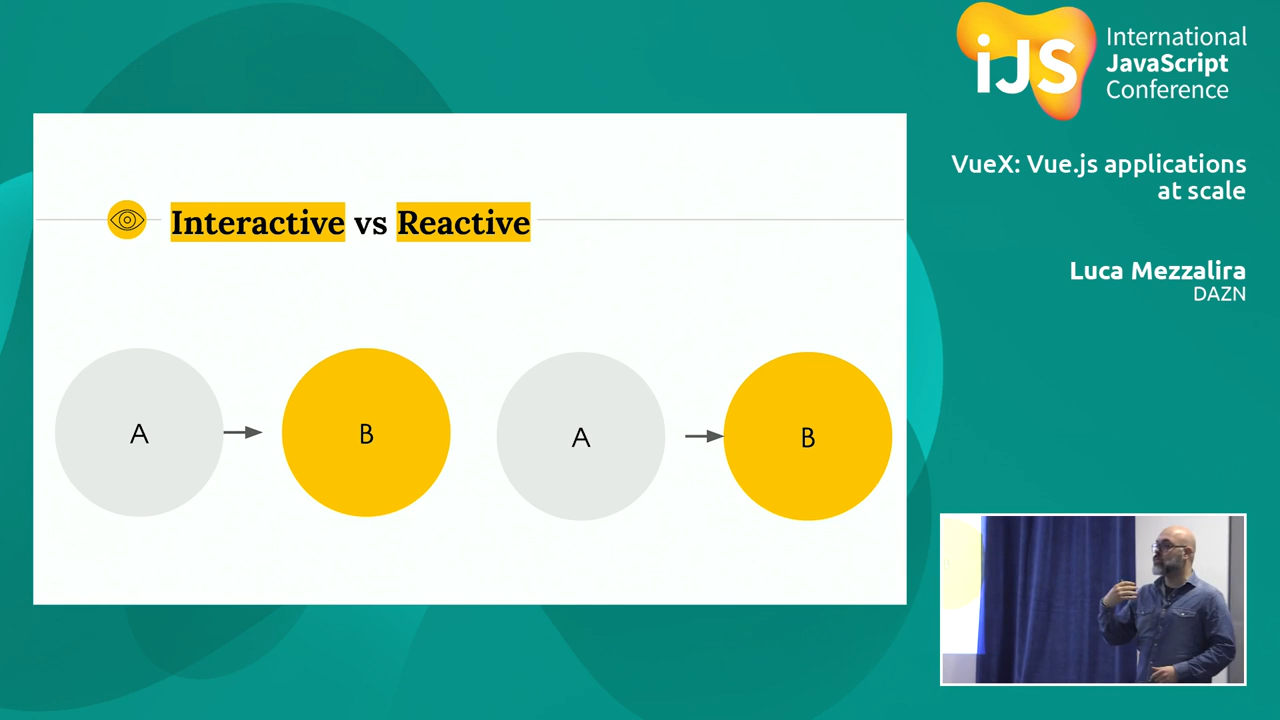 iJS
International
JavaScript
Conference
VueX: Vue.js applications
at scale
Luca Mezzalira
DAZN
Interactive vs Reactive
A
B
A
B